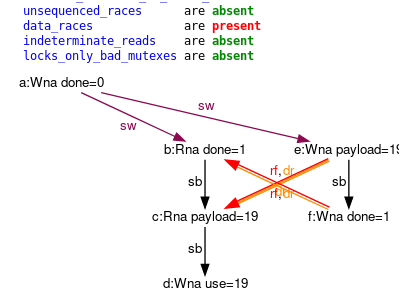 unsequenced_races are absent
data_races are present
indeterminate_reads are absent
locks_only_bad_mutexes are absent
a:Wna done=0
sw
sw
b:Rna done=1
e:Wna payload=19
rf,dr
sb
sb
rf,dr
c:Rna payload=19
f:Wna done=1
sb
d:Wna use=19